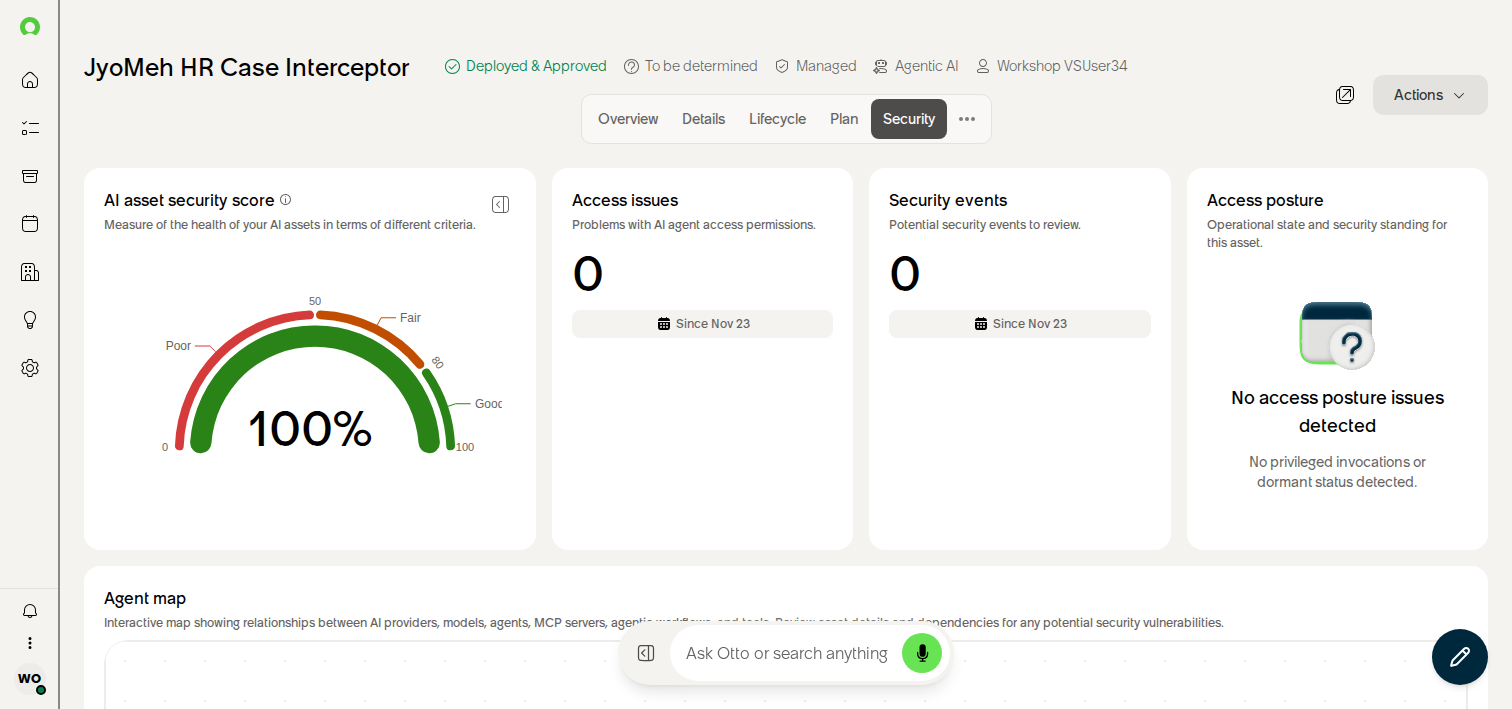 JyoMeh HR Case Interceptor
Deployed & Approved
To be determined
Managed
Agentic AI
Workshop VSUser34
Actions
Overview
Details
Lifecycle
Plan
Security
AI asset security score
Measure of the health of your AI assets in terms of different criteria.
50
Fair
Poor
80
Good
100%
0
100
Access issues
Problems with AI agent access permissions.
0
Since Nov 23
Security events
Potential security events to review.
0
Since Nov 23
Access posture
Operational state and security standing for
this asset.
?
No access posture issues
detected
No privileged invocations or
dormant status detected.
Agent map
Interactive map showing relationships between AI providers, models, agents, MCP servers, agentic workflows, and tools. Review asset details and dependencies for any potential security vulnerabilities.
Ask Otto or search anything
WO